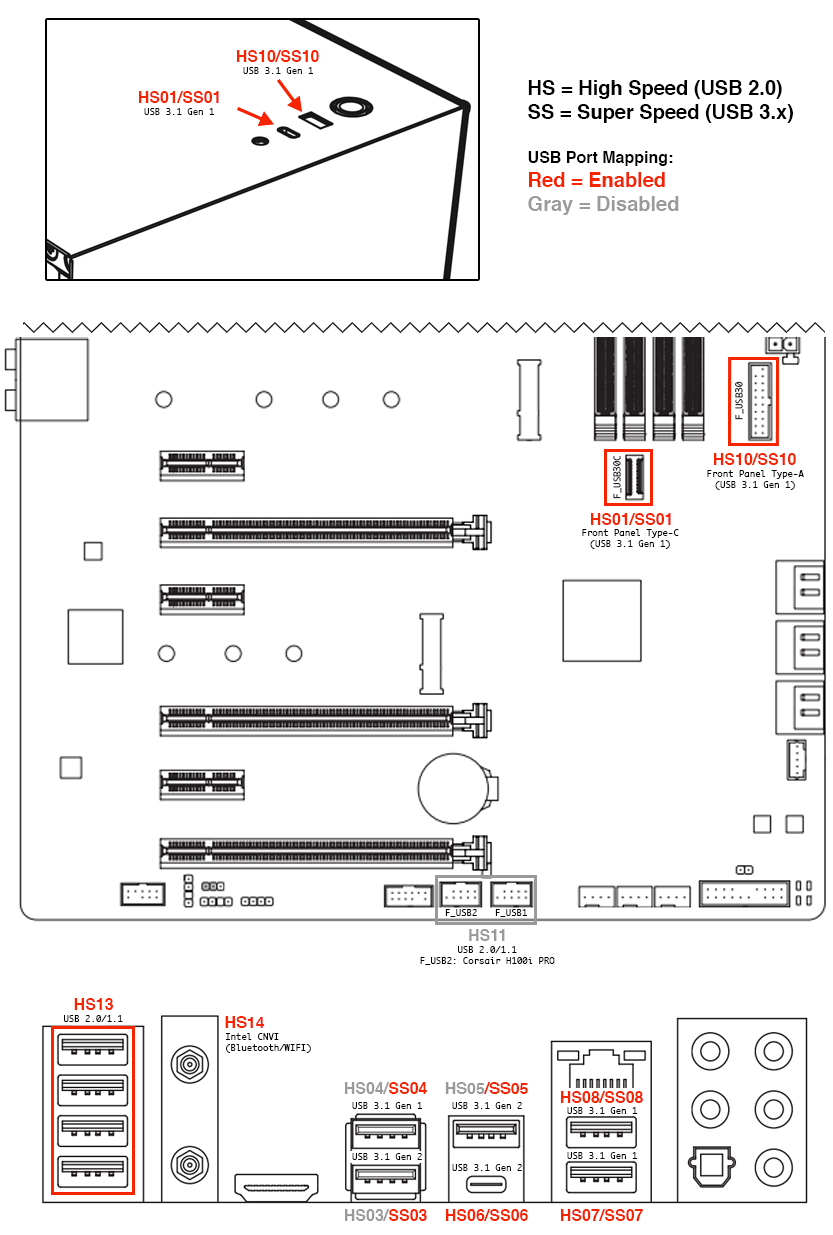 HS10/SS10
USB 3.1 Gen 1
HS01/SS01
USB 3.1 Gen 1
HS = High Speed (USB 2.0)
SS = Super Speed (USB 3.x)
USB Port Mapping:
Red = Enabled
Gray = Disabled
F_USB30
HS10/SS10
Front Panel Type-A
(USB 3.1 Gen 1)
F_USB30C
HS01/SS01
Front Panel Type-C
(USB 3.1 Gen 1)
F_USB2 F_USB1
HS11
USB 2.0/1.1
F_USB2: Corsair H100i PRO
HS13
USB 2.0/1.1
HS14
Intel CNVI
(Bluetooth/WIFI)
HS04/SS04
USB 3.1 Gen 1
USB 3.1 Gen 2
HS03/SS03
HS05/SS05
USB 3.1 Gen 2
USB 3.1 Gen 2
HS06/SS06
HS08/SS08
USB 3.1 Gen 1
USB 3.1 Gen 1
HS07/SS07